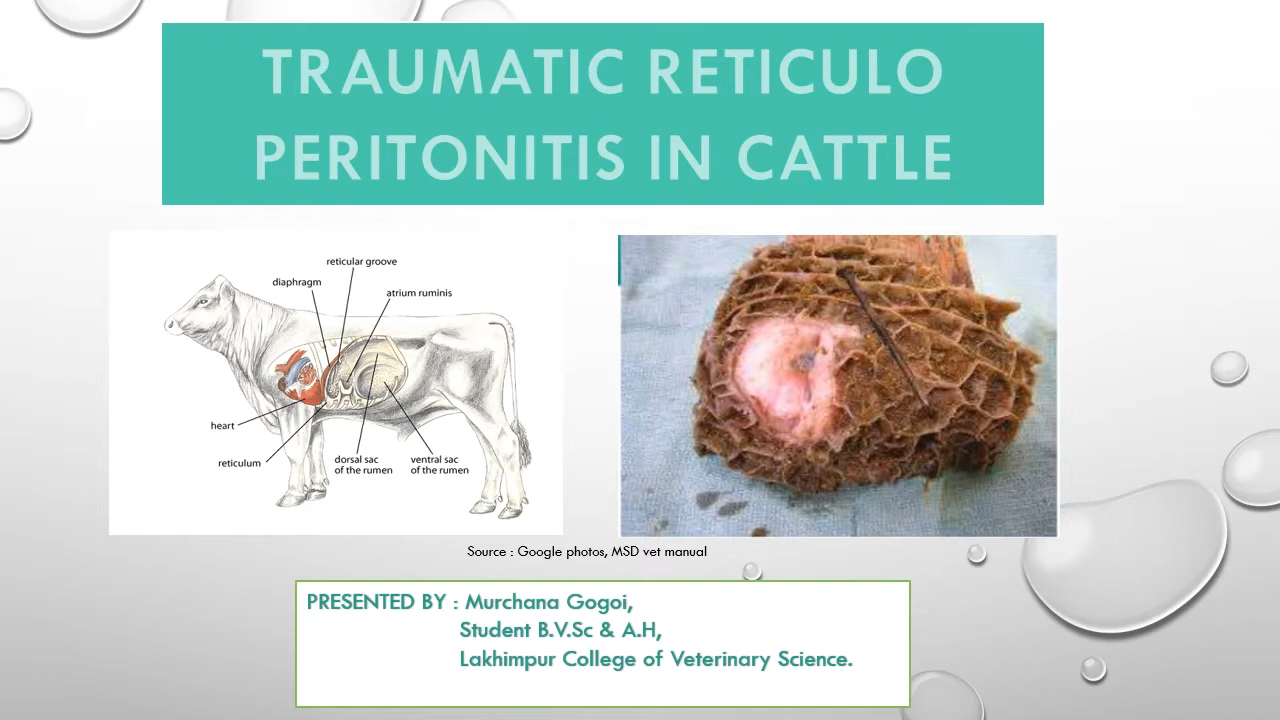 TRAUMATIC RETICULO
PERITONITIS IN CATTLE
reticular groove
diaphragm
atrium ruminis
heart
reticulum
dorsal sac
of the rumen
ventral sac
of the rumen
Source : Google photos, MSD vet manual
PRESENTED BY : Murchana Gogoi,
Student B.V.Sc & A.H,
Lakhimpur College of Veterinary Science.